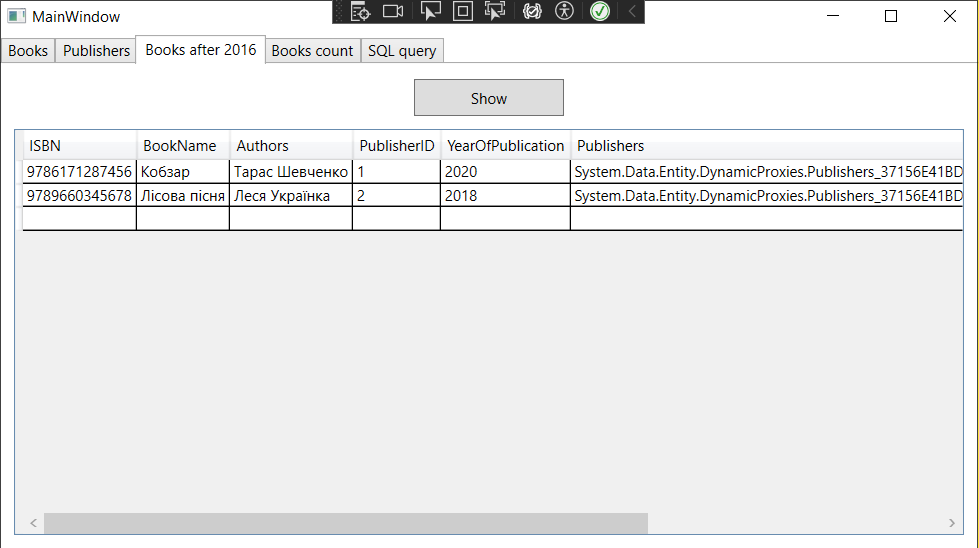 MainWindow
Books Publishers Books after 2016 Books count SQL query
Show
ISBN BookName Authors PublisherID YearOfPublication Publishers
9786171287456 Кобзар Тарас Шевченко 1 2020 System.Data.Entity.DynamicProxies.Publishers_37156E41BD
9789660345678 Лісова пісня Леся Українка 2 2018 System.Data.Entity.DynamicProxies.Publishers_37156E41BD